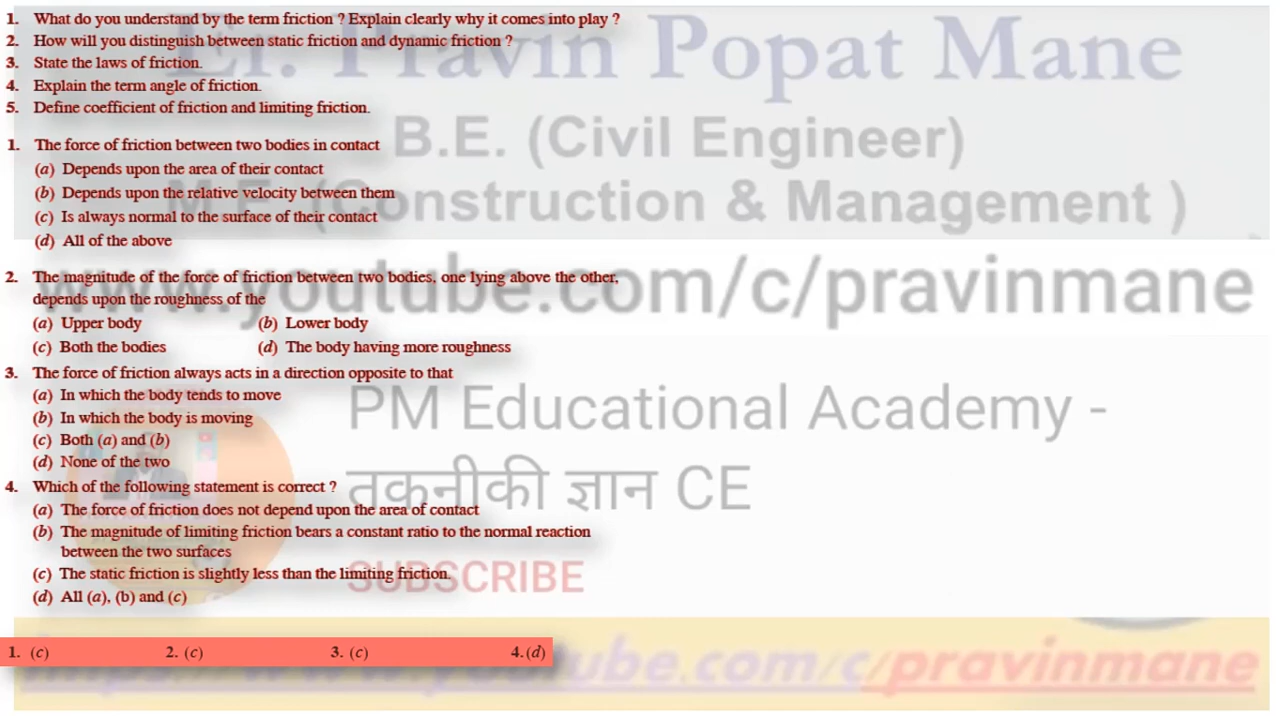 1. What do you understand by the term friction ? Explain clearly why it comes into play ?
2. How will you distinguish between static friction and dynamic friction ?
3. State the laws of friction.
4. Explain the term angle of friction.
5. Define coefficient of friction and limiting friction.
Er. Pravin Popat Mane
B.E. (Civil Engineer)
M.E. (Construction & Management )
www.youtube.com/c/pravinmane
1. The force of friction between two bodies in contact
(a) Depends upon the area of their contact
(b) Depends upon the relative velocity between them
(c) Is always normal to the surface of their contact
(d) All of the above
2. The magnitude of the force of friction between two bodies, one lying above the other,
depends upon the roughness of the
(a) Upper body (b) Lower body
(c) Both the bodies (d) The body having more roughness
3. The force of friction always acts in a direction opposite to that
(a) In which the body tends to move
(b) In which the body is moving
(c) Both (a) and (b)
(d) None of the two
PM Educational Academy -
तकनीकी ज्ञान CE
SUBSCRIBE
4. Which of the following statement is correct ?
(a) The force of friction does not depend upon the area of contact
(b) The magnitude of limiting friction bears a constant ratio to the normal reaction
between the two surfaces
(c) The static friction is slightly less than the limiting friction.
(d) All (a), (b) and (c)
1. (c) 2. (c) 3. (c) 4. (d)
https://www.youtube.com/c/pravinmane